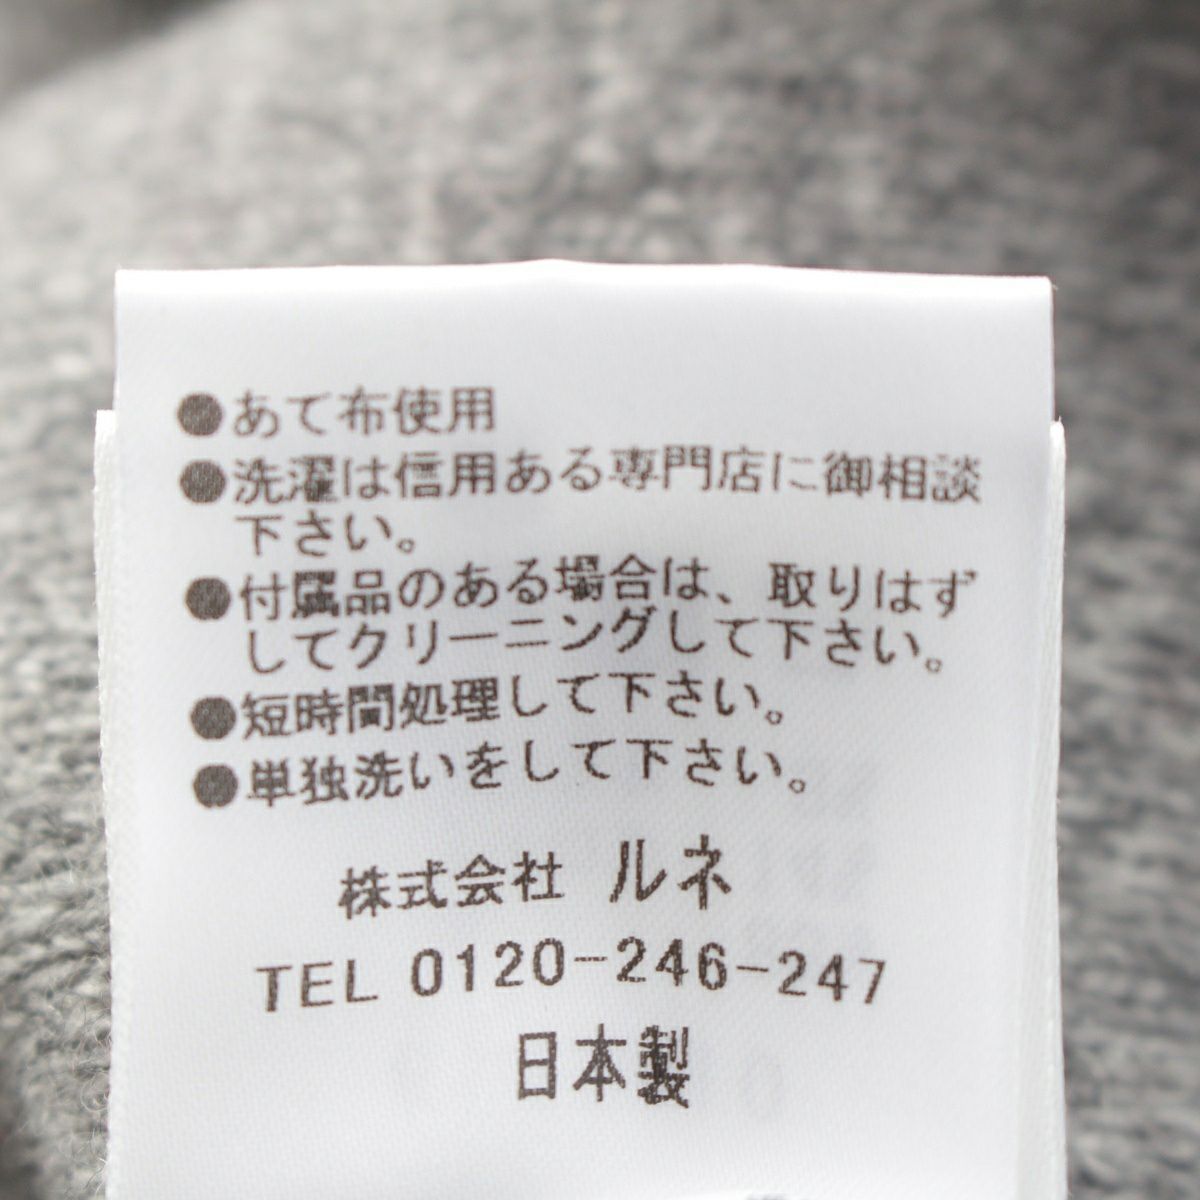 ●あて布使用
●洗濯は信用ある専門店に御相談
下さい。
●付属品のある場合は、取りはず
してクリーニングして下さい。
●短時間処理して下さい。
●単独洗いをして下さい。
株式会社 ルネ
TEL 0120-246-247
日本製